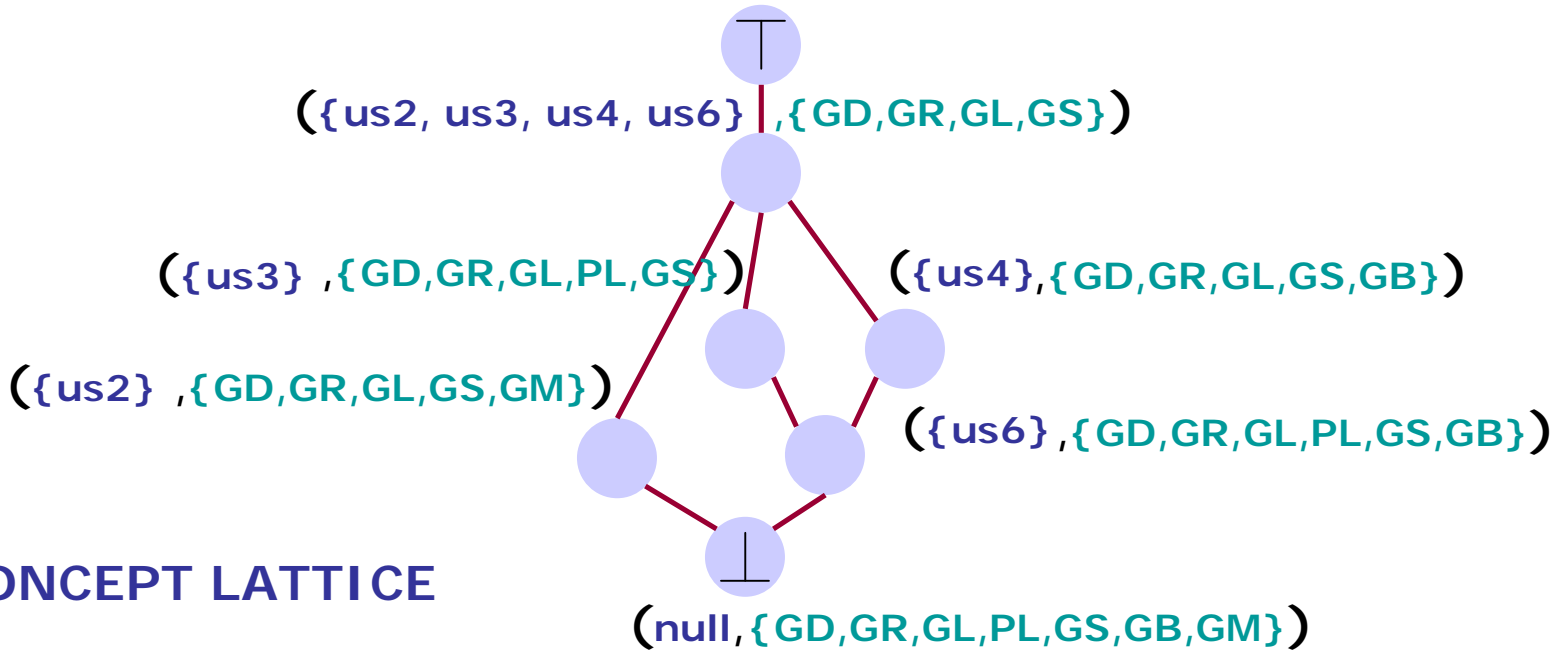 ({us2, us3, us4, us6} ,{GD,GR,GL,GS})
({us3} ,{GD,GR,GL,PL,GS})
({us4},{GD,GR,GL,GS,GB})
({us2} ,{GD,GR,GL,GS,GM})
({us6},{GD,GR,GL,PL,GS,GB})
ONCEPT LATTICE
(null,{GD,GR,GL,PL,GS,GB,GM})